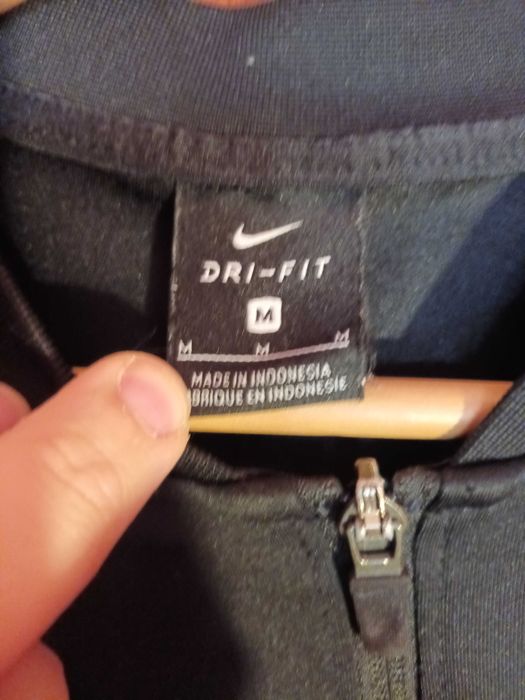 DRI-FIT
M
M M M
MADE IN INDONESIA
BRIQUE EN INDONESIE